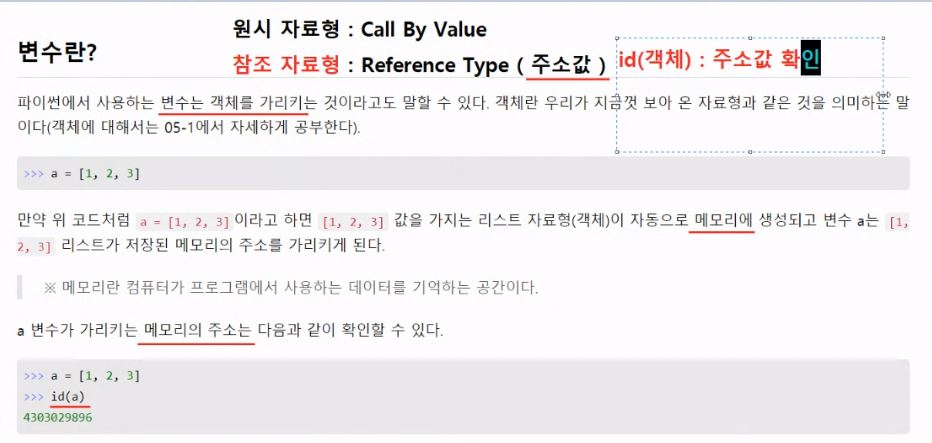 원시 자료형 : Call By Value
변수란?
참조 자료형 : Reference Type ( 주소값 )
id(객체) : 주소값 확인
파이썬에서 사용하는 변수는 객체를 가리키는 것이라고도 말할 수 있다. 객체란 우리가 지금껏 보아 온 자료형과 같은 것을 의미하는 말
이다(객체에 대해서는 05-1에서 자세하게 공부한다).
>>> a = [1, 2, 3]
만약 위 코드처럼 a = [1, 2, 3]이라고 하면 [1, 2, 3] 값을 가지는 리스트 자료형(객체)이 자동으로 메모리에 생성되고 변수 a는 [1,
2, 3] 리스트가 저장된 메모리의 주소를 가리키게 된다.
※ 메모리란 컴퓨터가 프로그램에서 사용하는 데이터를 기억하는 공간이다.
a 변수가 가리키는 메모리의 주소는 다음과 같이 확인할 수 있다.
>>> a = [1, 2, 3]
>>> id(a)
4303029896